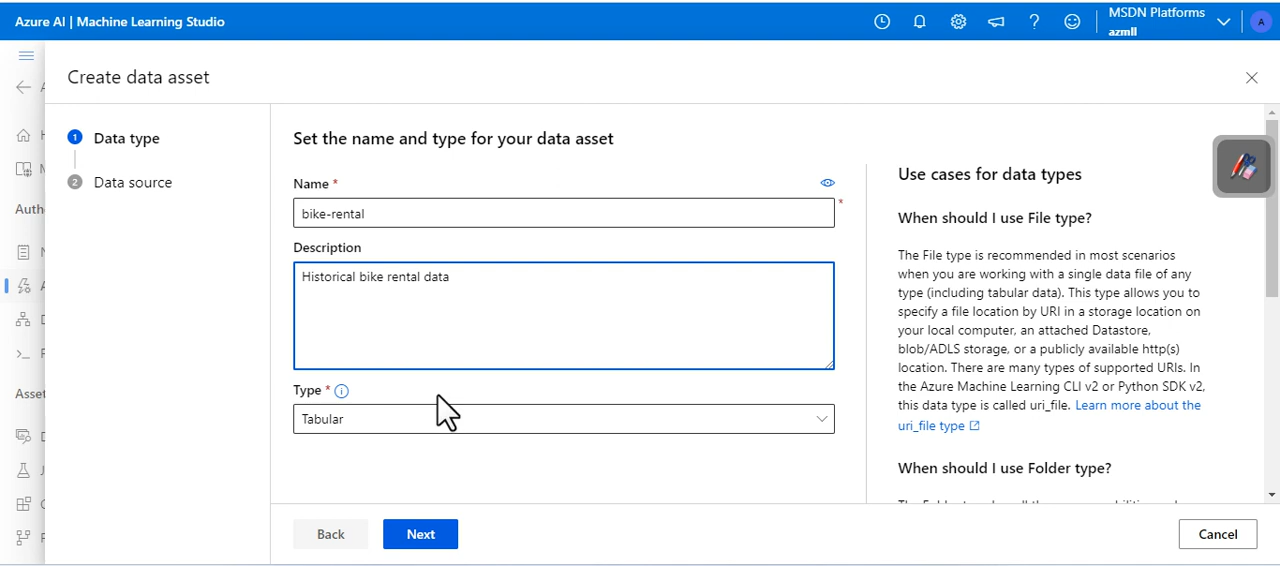 Azure AI | Machine Learning Studio
MSDN Platforms
azmll
A
Create data asset
1 Data type
2 Data source
Auth
Asset
Set the name and type for your data asset
Name *
*
bike-rental
Description
Historical bike rental data
Type *
Tabular
Use cases for data types
When should I use File type?
The File type is recommended in most scenarios
when you are working with a single data file of any
type (including tabular data). This type allows you to
specify a file location by URI in a storage location on
your local computer, an attached Datastore,
blob/ADLS storage, or a publicly available http(s)
location. There are many types of supported URIs. In
the Azure Machine Learning CLI v2 or Python SDK v2,
this data type is called uri_file. Learn more about the
uri_file type
When should I use Folder type?
Back
Next
Cancel